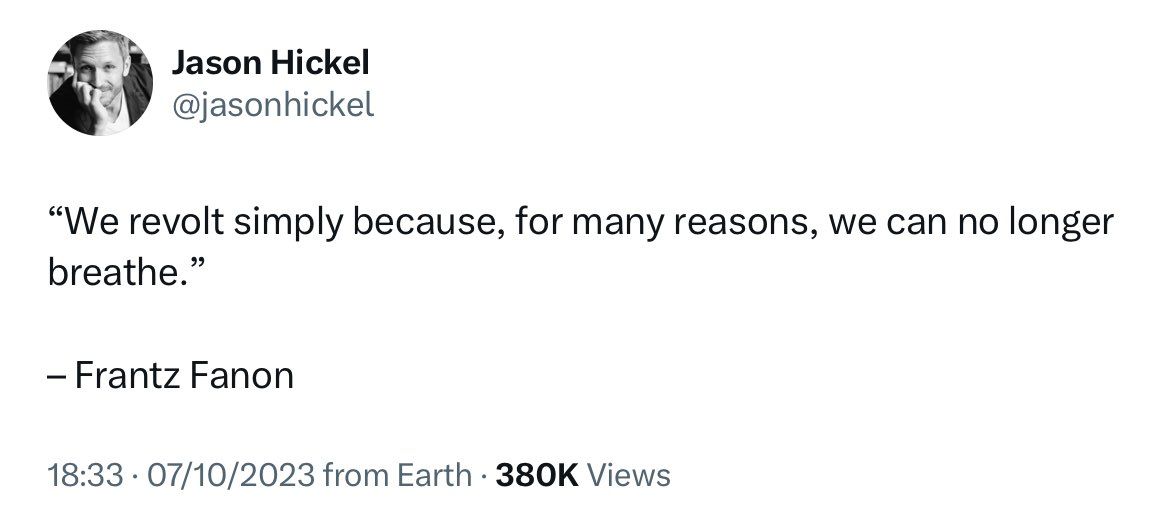 Jason Hickel
@jasonhickel
“We revolt simply because, for many reasons, we can no longer
breathe.”
– Frantz Fanon
18:33 · 07/10/2023 from Earth · 380K Views